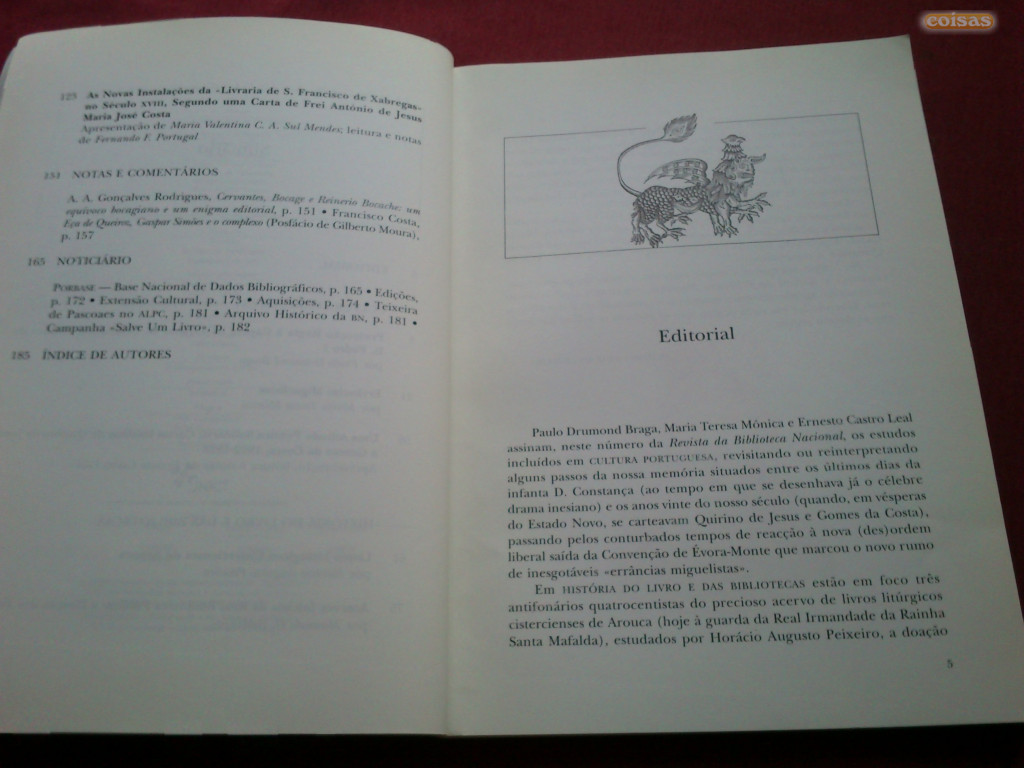 125 As Novas Instalações da «Livraria de S. Francisco de Xabregas»
no Século XVIII, Segundo uma Carta de Frei António de Jesus
Maria José Costa
Apresentação de Maria Valentina C. A. Sul Mendes; leitura e notas
de Fernando F. Portugal
151 NOTAS E COMENTÁRIOS
A. A. Gonçalves Rodrigues, Cervantes, Bocage e Reinerio Bocache: um
equívoco bocagiano e um enigma editorial, p. 151 • Francisco Costa,
Eça de Queiroz, Gaspar Simões e o complexo (Posfácio de Gilberto Moura),
p. 157
165 NOTICIÁRIO
PORBASE — Base Nacional de Dados Bibliográficos, p. 165 • Edições,
p. 172 • Extensão Cultural, p. 173 • Aquisições, p. 174 • Teixeira
de Pascoaes no ALPC, p. 181 • Arquivo Histórico da BN, p. 181 •
Campanha «Salve Um Livro», p. 182
185 ÍNDICE DE AUTORES
coisas
Editorial
Paulo Drumond Braga, Maria Teresa Mónica e Ernesto Castro Leal
assinam, neste número da Revista da Biblioteca Nacional, os estudos
incluídos em CULTURA PORTUGUESA, revisitando ou reinterpretando
alguns passos da nossa memória situados entre os últimos dias da
infanta D. Constança (ao tempo em que se desenhava já o célebre
drama inesiano) e os anos vinte do nosso século (quando, em vésperas
do Estado Novo, se carteavam Quirino de Jesus e Gomes da Costa),
passando pelos conturbados tempos de reacção à nova (des)ordem
liberal saída da Convenção de Évora-Monte que marcou o novo rumo
de inesgotáveis «errâncias miguelistas».
Em HISTÓRIA DO LIVRO E DAS BIBLIOTECAS estão em foco três
antifonários quatrocentistas do precioso acervo de livros litúrgicos
cistercienses de Arouca (hoje à guarda da Real Irmandade da Rainha
Santa Mafalda), estudados por Horácio Augusto Peixeiro, a doação
5